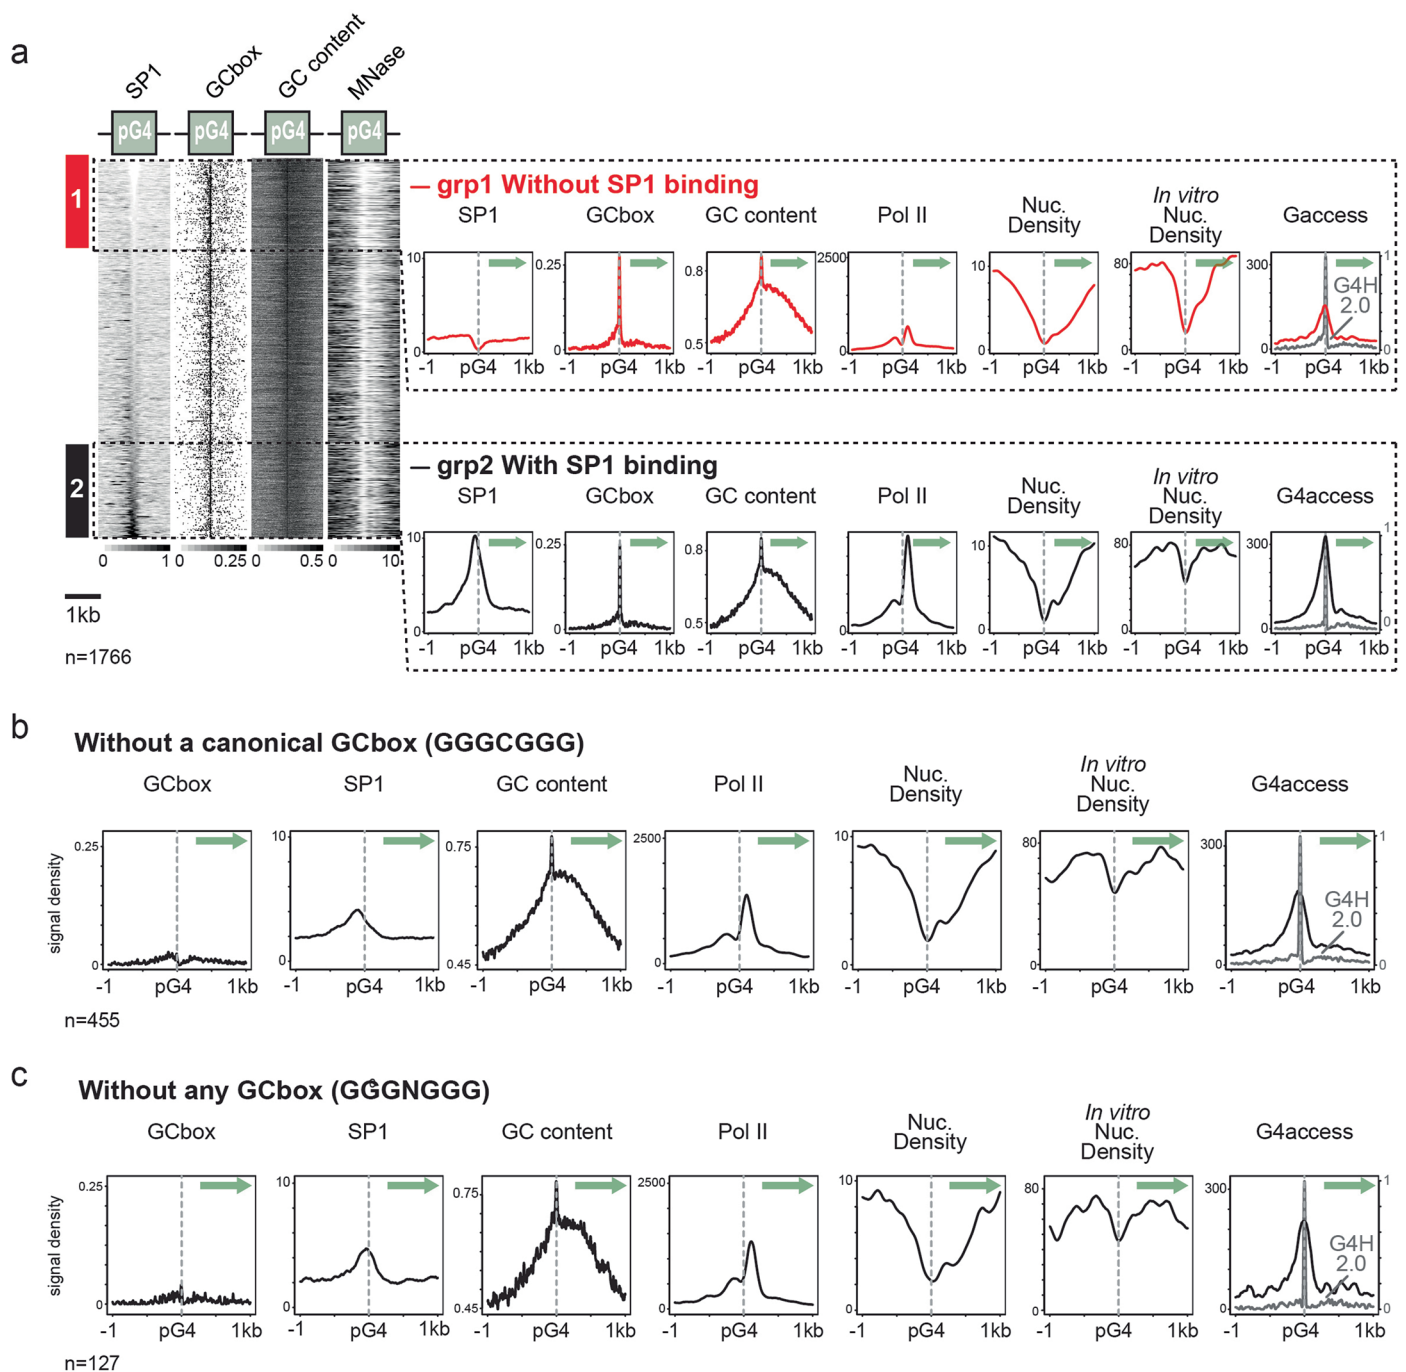 a
SP1 GCbox GC content MNase
pG4 pG4 pG4 pG4
1
2
0 1 0 0.25 0 0.5 0 10
1kb
n=1766
grp1 Without SP1 binding
SP1 GCbox GC content Pol II Nuc. Density In vitro Nuc. Density Gaccess
10 0.25 0.8 2500 10 80 300 1
G4H
2.0
0 0 0.5 0 0 0 0 0
-1 pG4 1kb -1 pG4 1kb -1 pG4 1kb -1 pG4 1kb -1 pG4 1kb -1 pG4 1kb -1 pG4 1kb
grp2 With SP1 binding
SP1 GCbox GC content Pol II Nuc. Density In vitro Nuc. Density G4access
10 0.25 0.8 10 80 300 1
0 0 0.5 0 0 0 0 0
-1 pG4 1kb -1 pG4 1kb -1 pG4 1kb -1 pG4 1kb -1 pG4 1kb -1 pG4 1kb -1 pG4 1kb
b
Without a canonical GCbox (GGGCGGG)
GCbox SP1 GC content Pol II Nuc. Density In vitro Nuc. Density G4access
signal density
0.25 10 0.75 2500 10 80 300 1
G4H
2.0
0 0 0.45 0 0 0 0 0
-1 pG4 1kb -1 pG4 1kb -1 pG4 1kb -1 pG4 1kb -1 pG4 1kb -1 pG4 1kb -1 pG4 1kb
n=455
c
Without any GCbox (GGGNGGG)
GCbox SP1 GC content Pol II Nuc. Density In vitro Nuc. Density G4access
signal density
0.25 10 0.75 2500 10 80 300 1
G4H
2.0
0 0 0.45 0 0 0 0 0
-1 pG4 1kb -1 pG4 1kb -1 pG4 1kb -1 pG4 1kb -1 pG4 1kb -1 pG4 1kb -1 pG4 1kb
n=127